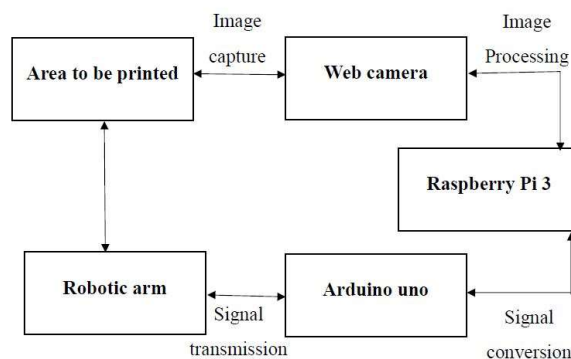 Image
capture
Image
Processing
Area to be printed
Web camera
Raspberry Pi 3
Robotic arm
Arduino uno
Signal
transmission
Signal
conversion